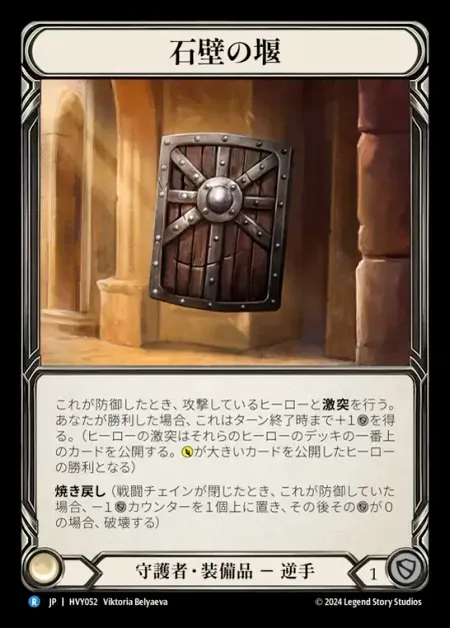 石壁の堰
これが防御したとき、攻撃しているヒーローと激突を行う。
あなたが勝利した場合、これはターン終了時まで＋1を得
る。（ヒーローの激突はそれらのヒーローのデッキの一番上
のカードを公開する。が大きいカードを公開したヒーロー
の勝利となる）
焼き戻し（戦闘チェインが閉じたとき、これが防御していた
場合、－1カウンターを1個上に置き、その後そのが0
の場合、破壊する）
守護者・装備品 － 逆手
1
R JP | HVY052 Viktoria Belyaeva
© 2024 Legend Story Studios